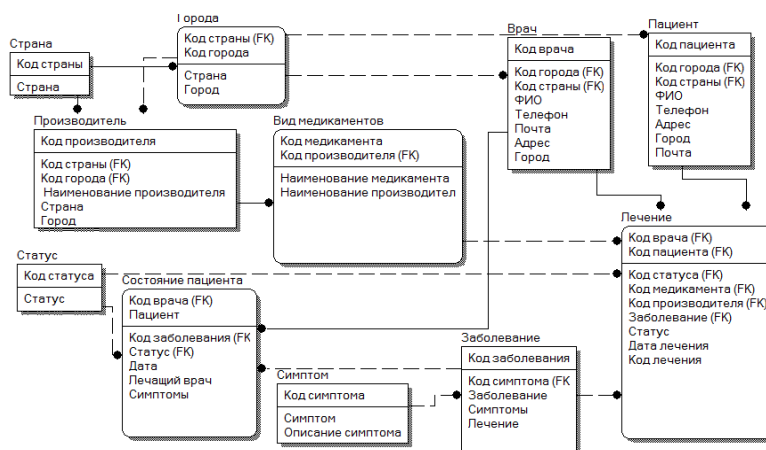 Города
Код страны (FK)
Код города
Страна
Город
Врач
Код врача
Код города (FK)
Код страны (FK)
ФИО
Телефон
Почта
Адрес
Город
Пациент
Код пациента
Код города (FK)
Код страны (FK)
ФИО
Телефон
Адрес
Город
Почта
Страна
Код страны
Страна
Производитель
Код производителя
Код страны (FK)
Код города (FK)
Наименование производителя
Страна
Город
Вид медикаментов
Код медикамента
Код производителя (FK)
Наименование медикамента
Наименование производител
Лечение
Код врача (FK)
Код пациента (FK)
Код статуса (FK)
Код медикамента (FK)
Код производителя (FK)
Заболевание (FK)
Статус
Дата лечения
Код лечения
Статус
Код статуса
Статус
Состояние пациента
Код врача (FK)
Пациент
Код заболевания (FK
Статус (FK)
Дата
Лечащий врач
Симптомы
Симптом
Код симптома
Симптом
Описание симптома
Заболевание
Код заболевания
Код симптома (FK
Заболевание
Симптомы
Лечение